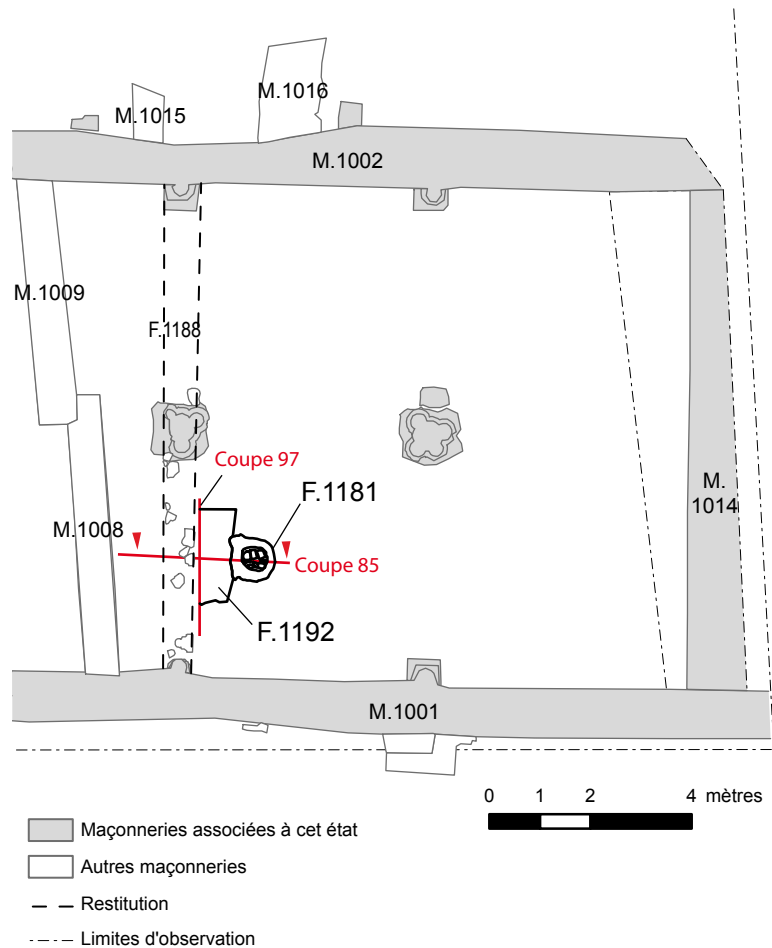 M.1015
M.1016
M.1002
M.1009
F.1188
Coupe 97
F.1181
M.1008
M.
1014
Coupe 85
F.1192
M.1001
0 1 2 4 mètres
Maçonneries associées à cet état
Autres maçonneries
Restitution
Limites d'observation